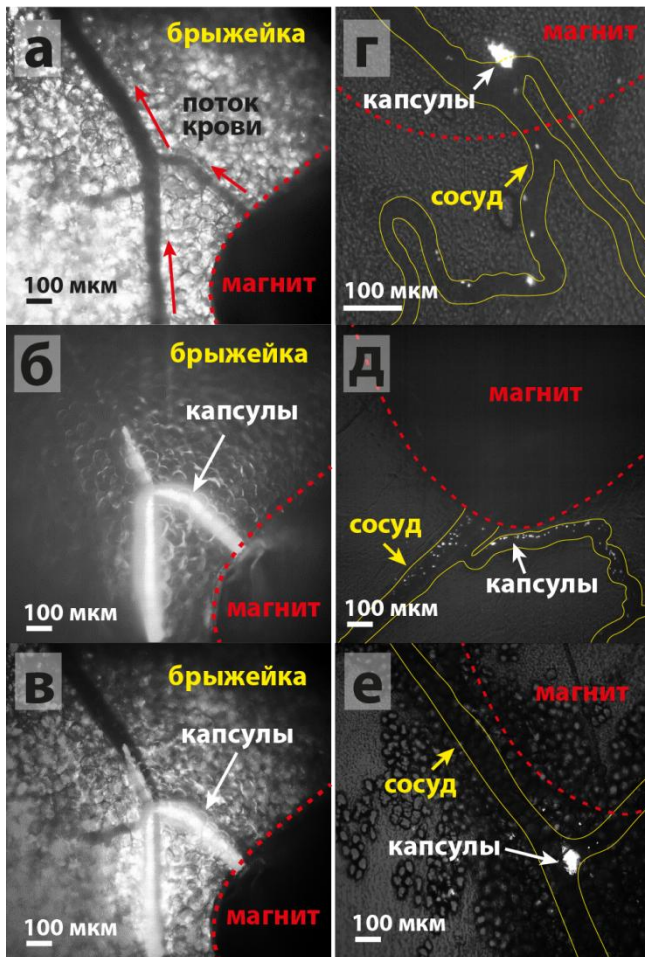 а
брыжейка
поток
крови
магнит
100 мкм
б
брыжейка
капсулы
магнит
100 мкм
в
брыжейка
капсулы
магнит
100 мкм
г
магнит
капсулы
сосуд
100 мкм
д
магнит
сосуд
капсулы
100 мкм
е
магнит
сосуд
капсулы
100 мкм